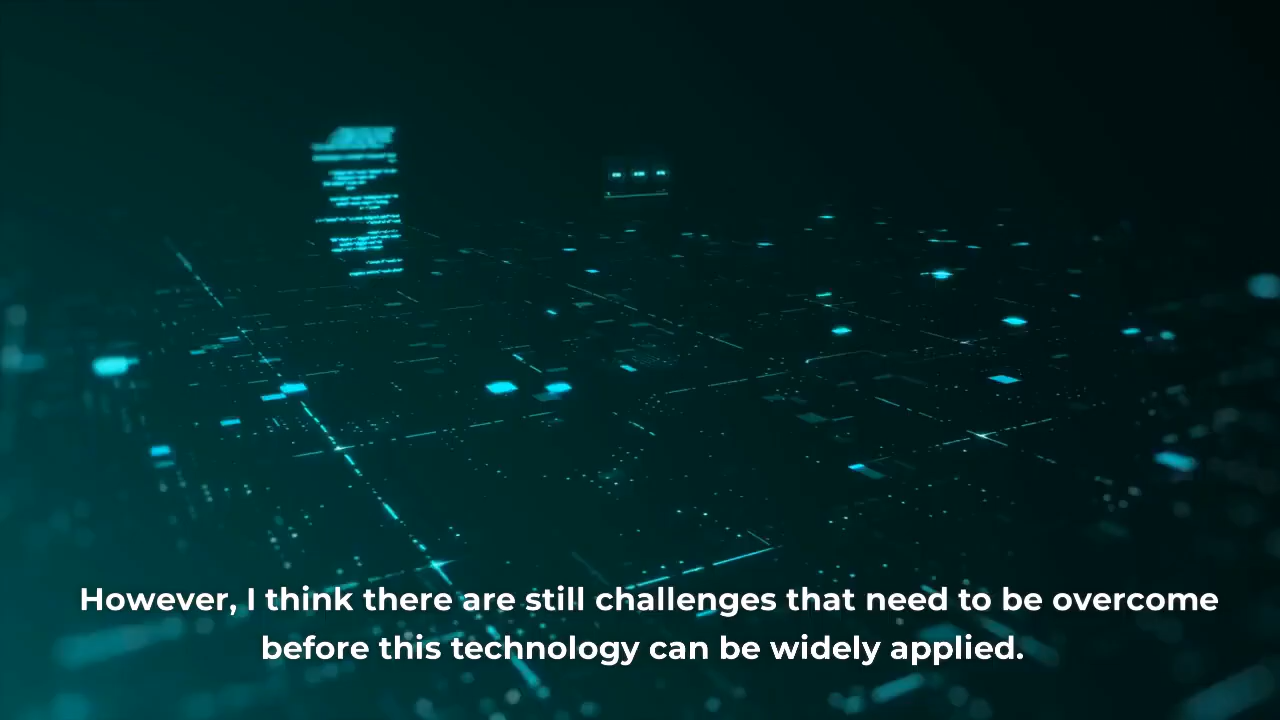 However, I think there are still challenges that need to be overcome
before this technology can be widely applied.